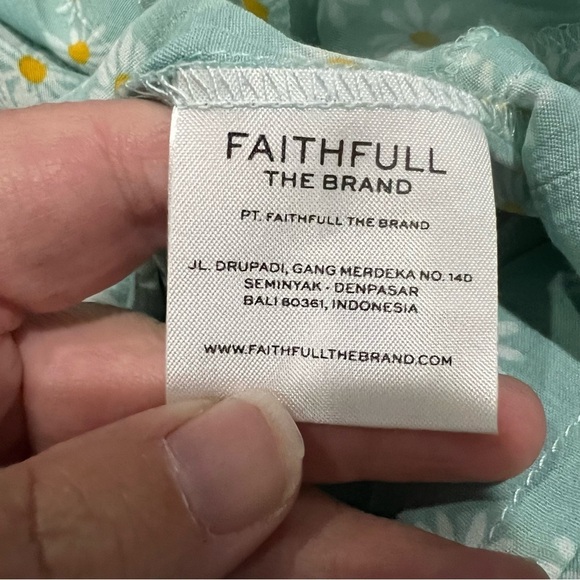 FAITHFULL
THE BRAND
PT. FAITHFULL THE BRAND
JL. DRUPADI, GANG MERDEKA NO. 14D
SEMINYAK - DENPASAR
BALI 80361, INDONESIA
WWW.FAITHFULLTHEBRAND.COM